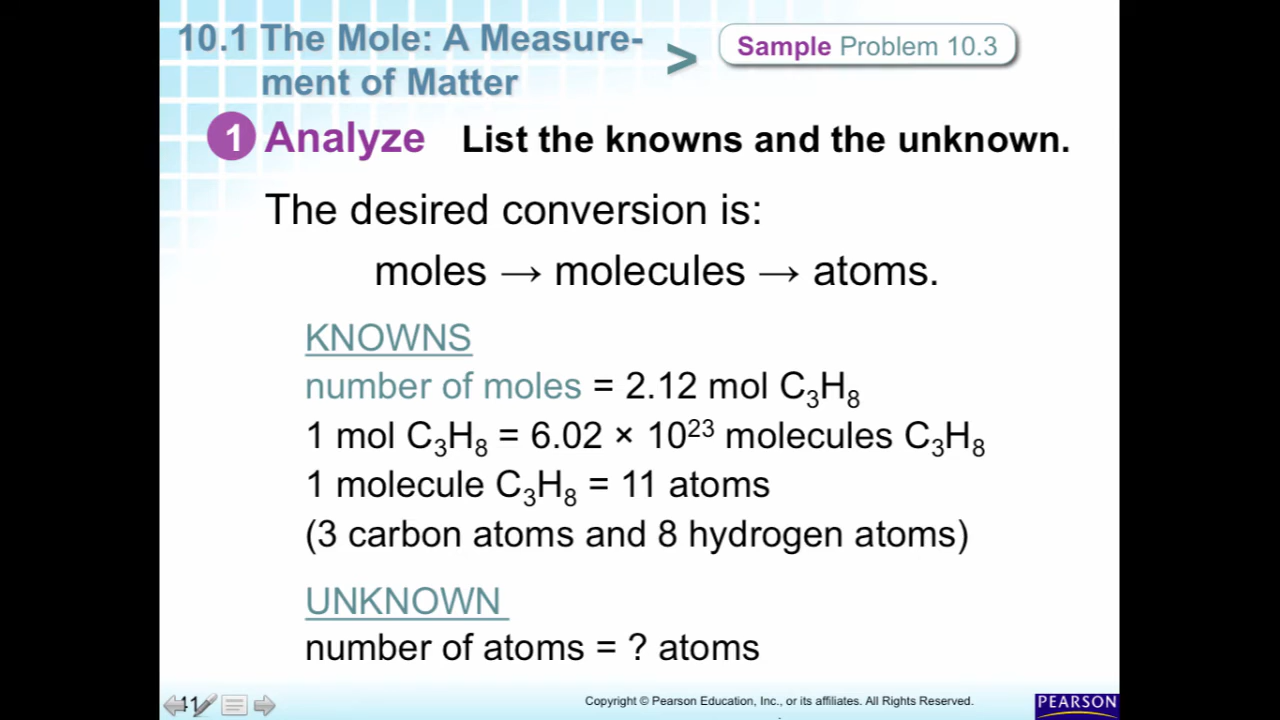 10.1 The Mole: A Measure-
ment of Matter
>
Sample Problem 10.3
1 Analyze List the knowns and the unknown.
The desired conversion is:
moles → molecules → atoms.
KNOWNS
number of moles = 2.12 mol C₃H₈
1 mol C₃H₈ = 6.02 × 10²³ molecules C₃H₈
1 molecule C₃H₈ = 11 atoms
(3 carbon atoms and 8 hydrogen atoms)
UNKNOWN
number of atoms = ? atoms
11
Copyright © Pearson Education, Inc., or its affiliates. All Rights Reserved.
PEARSON